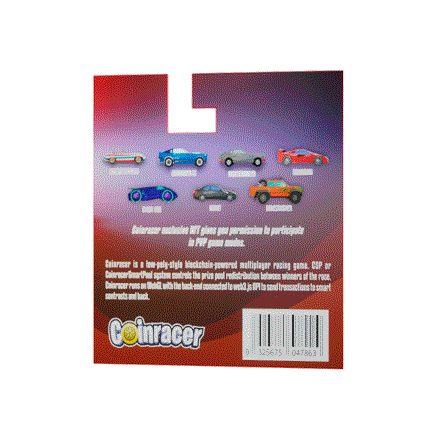 Coinracer exclusive NFT gives you permission to participate
in PVP game modes.
Coinracer is a low-poly-style blockchain-powered multiplayer racing game. CSP or
CoinracerSmartPool system controls the prize pool redistribution between winners of the race.
Coinracer runs on WebGL with the back-end connected to web3.js API to send transactions to smart
contracts and back.
Coinracer
9 325675 047863